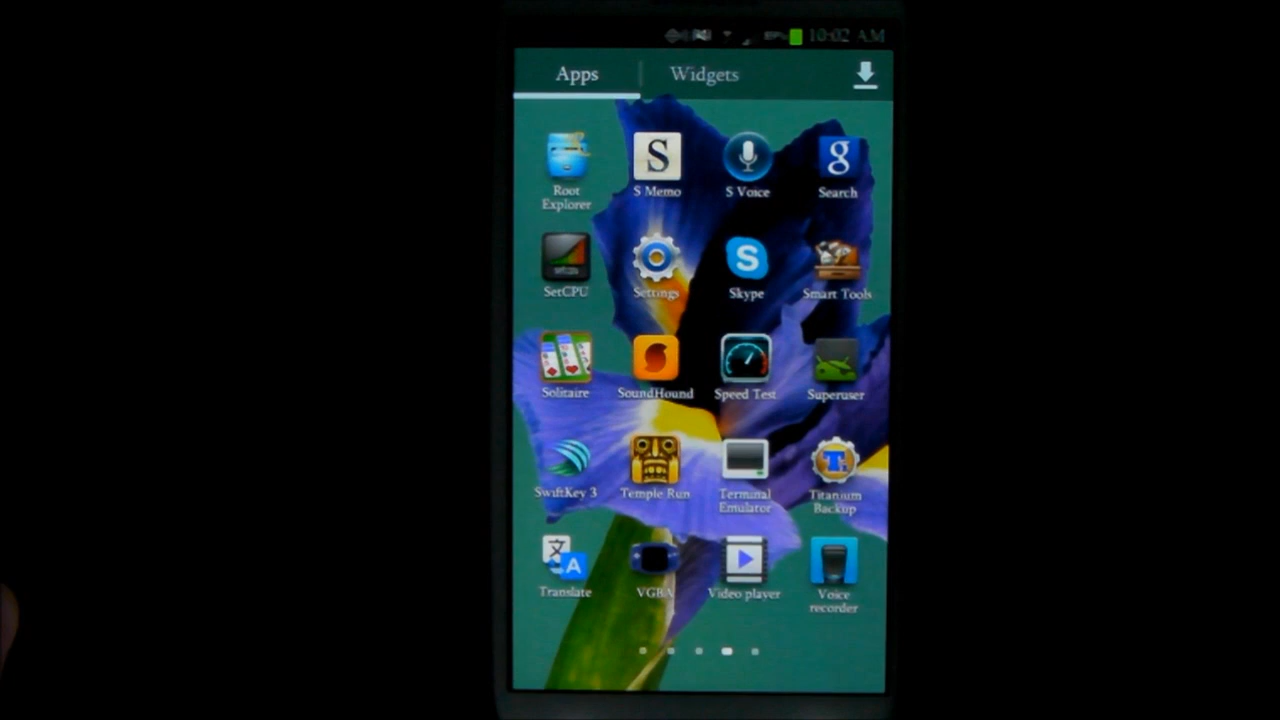 10:02 AM
Apps
Widgets
Root
Explorer
S
S Memo
S Voice
g
Search
SetCPU
Settings
S
Skype
Smart Tools
Solitaire
SoundHound
Speed Test
Superuser
SwiftKey 3
Temple Run
Terminal
Emulator
T
Titanium
Backup
文
A
Translate
VGBA
Video player
Voice
recorder